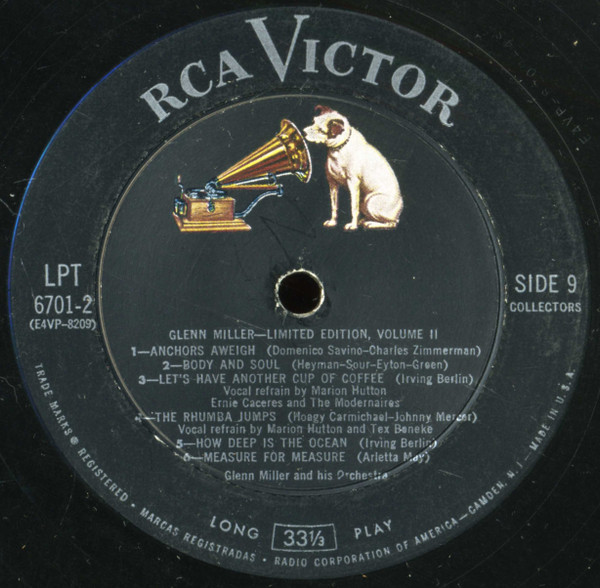 RCA VICTOR
LPT
6701-2
(E4VP-8209)
SIDE 9
COLLECTORS
GLENN MILLER—LIMITED EDITION, VOLUME II
1—ANCHORS AWEIGH (Domenico Savino-Charles Zimmerman)
2—BODY AND SOUL (Heyman-Sour-Eyton-Green)
3—LET'S HAVE ANOTHER CUP OF COFFEE (Irving Berlin)
Vocal refrain by Marion Hutton
Ernie Caceres and The Modernaires
4—THE RHUMBA JUMPS (Hoagy Carmichael-Johnny Mercer)
Vocal refrain by Marion Hutton and Tex Beneke
5—HOW DEEP IS THE OCEAN (Irving Berlin)
6—MEASURE FOR MEASURE (Arletta May)
Glenn Miller and his Orchestra
LONG 33⅓ PLAY
TRADE MARKS ® REGISTERED • MARCAS REGISTRADAS • RADIO CORPORATION OF AMERICA—CAMDEN, N.J.—MADE IN U.S.A.